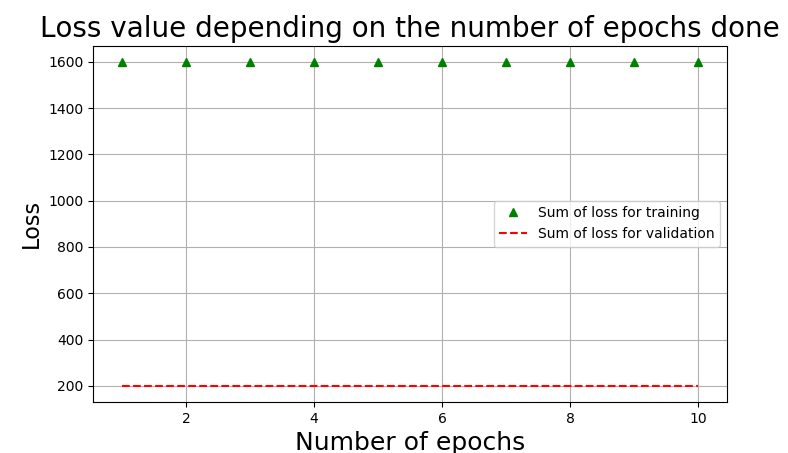 Loss value depending on the number of epochs done
1600
1400
1200
1000
800
600
400
200
Loss
Sum of loss for training
Sum of loss for validation
2
4
6
8
10
Number of epochs